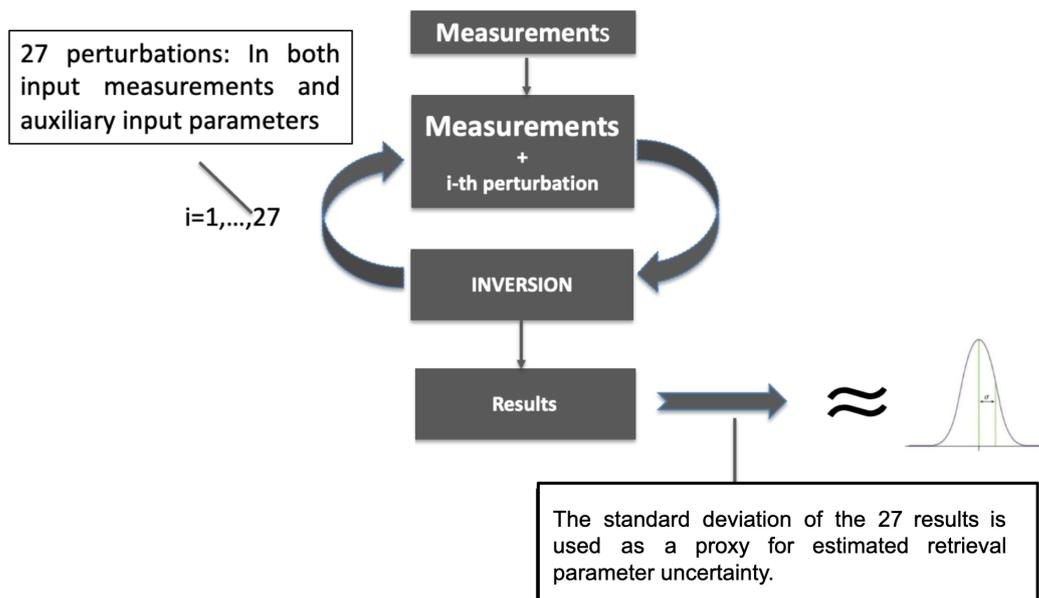 Measurements
27 perturbations: In both
input measurements and
auxiliary input parameters
Measurements
+
i-th perturbation
i=1,...,27
INVERSION
Results
≈
σ
The standard deviation of the 27 results is
used as a proxy for estimated retrieval
parameter uncertainty.